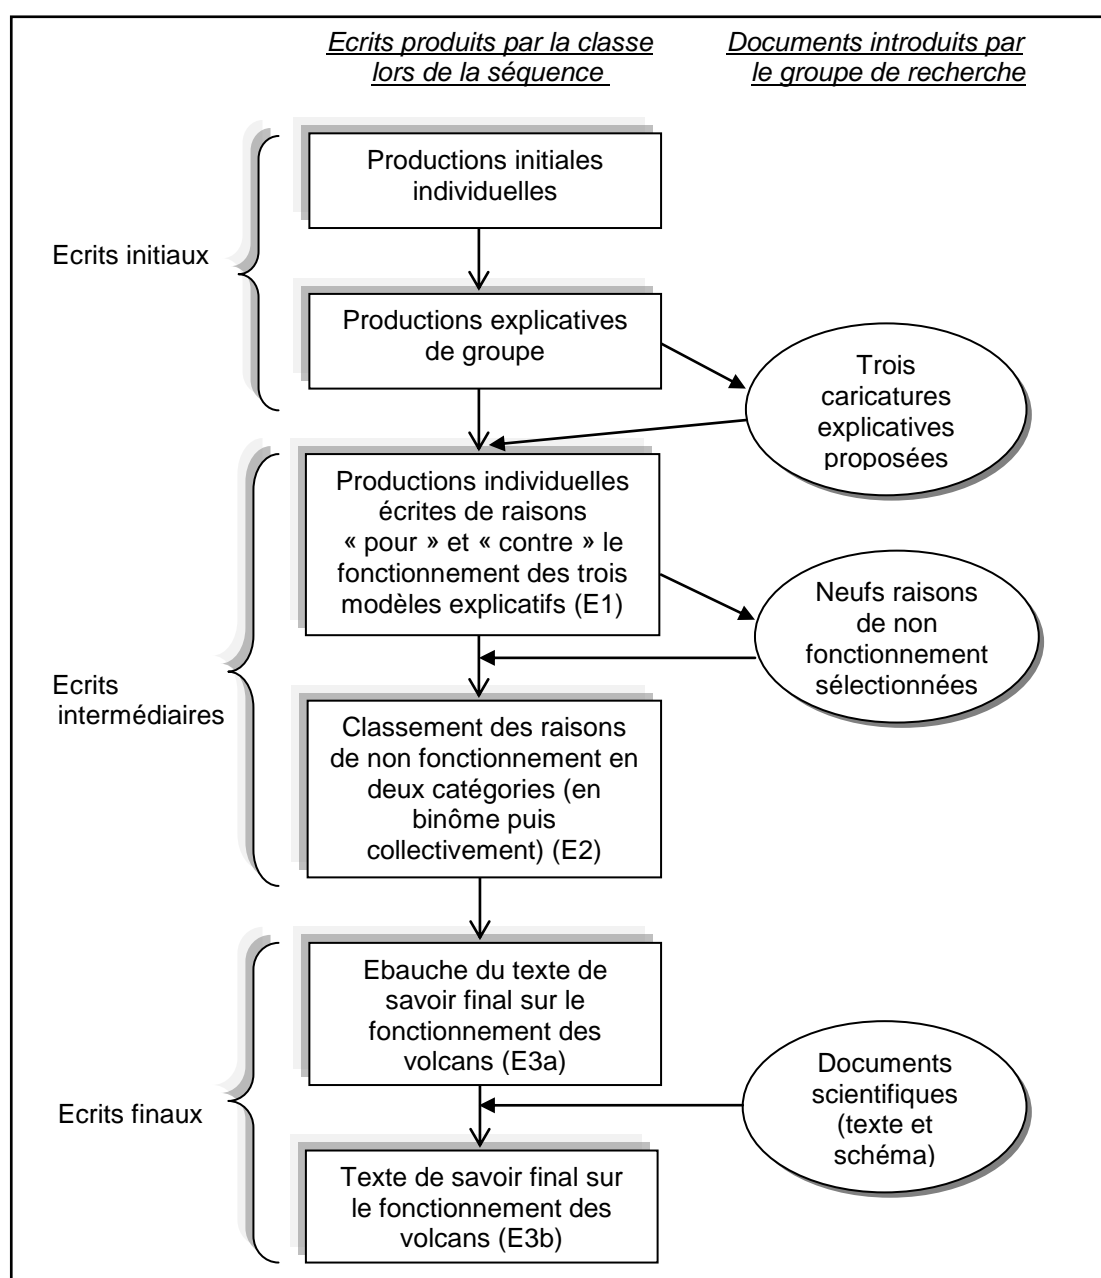 Ecrits produits par la classe
lors de la séquence
Documents introduits par
le groupe de recherche
Productions initiales
individuelles
Ecrits initiaux
Productions explicatives
de groupe
Trois
caricatures
explicatives
proposées
Productions individuelles
écrites de raisons
« pour » et « contre » le
fonctionnement des trois
modèles explicatifs (E1)
Neufs raisons
de non
fonctionnement
sélectionnées
Ecrits
intermédiaires
Classement des raisons
de non fonctionnement en
deux catégories (en
binôme puis
collectivement) (E2)
Ebauche du texte de
savoir final sur le
fonctionnement des
volcans (E3a)
Documents
scientifiques
(texte et
schéma)
Ecrits finaux
Texte de savoir final sur
le fonctionnement des
volcans (E3b)